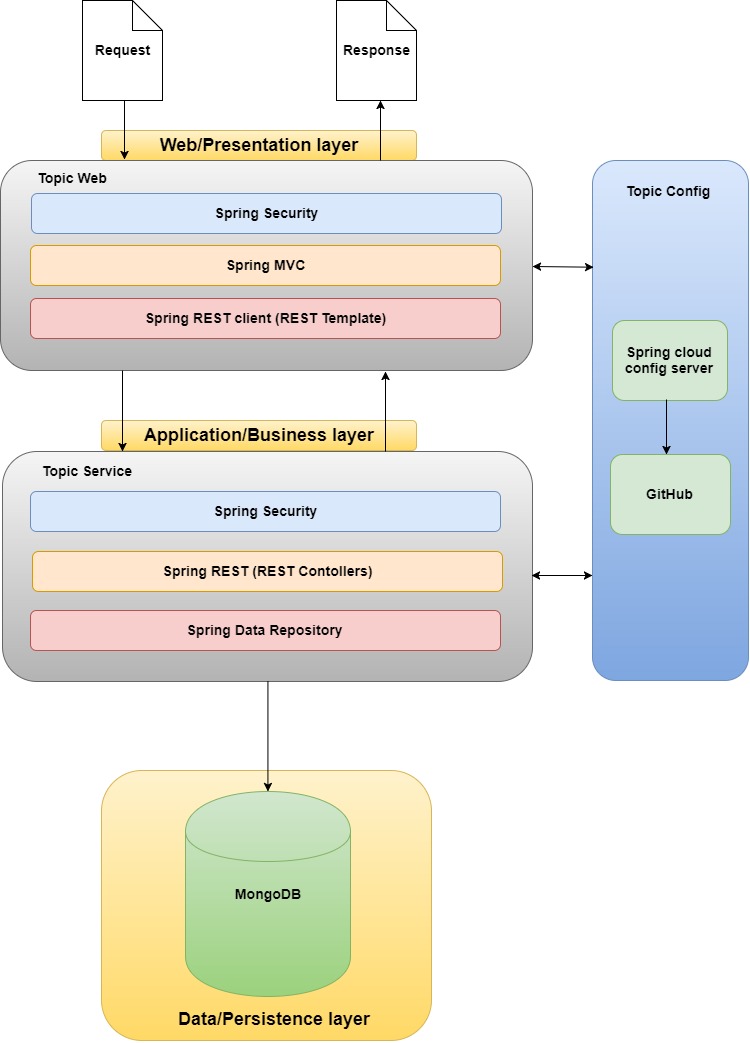 Request
Response
Web/Presentation layer
Topic Web
Spring Security
Spring MVC
Spring REST client (REST Template)
Topic Config
Spring cloud
config server
GitHub
Application/Business layer
Topic Service
Spring Security
Spring REST (REST Contollers)
Spring Data Repository
MongoDB
Data/Persistence layer